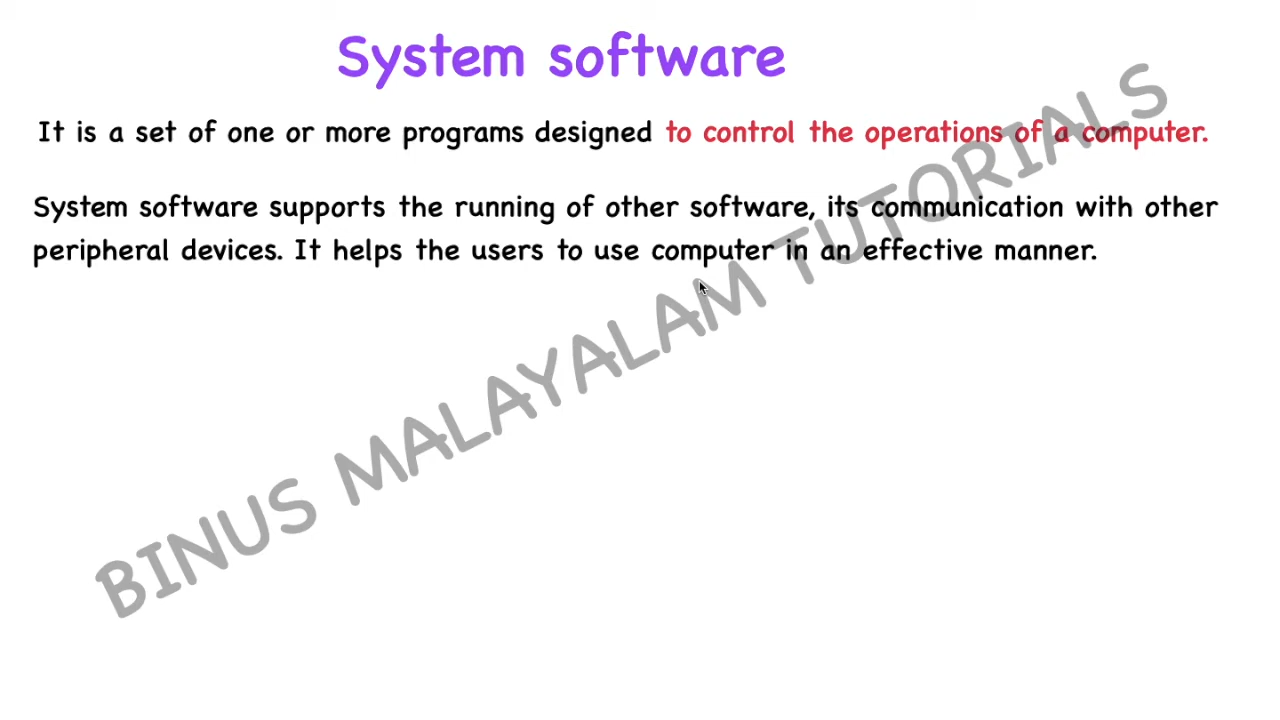 System software
It is a set of one or more programs designed to control the operations of a computer.
System software supports the running of other software, its communication with other
peripheral devices. It helps the users to use computer in an effective manner.
BINUS MALAYALAM TUTORIALS